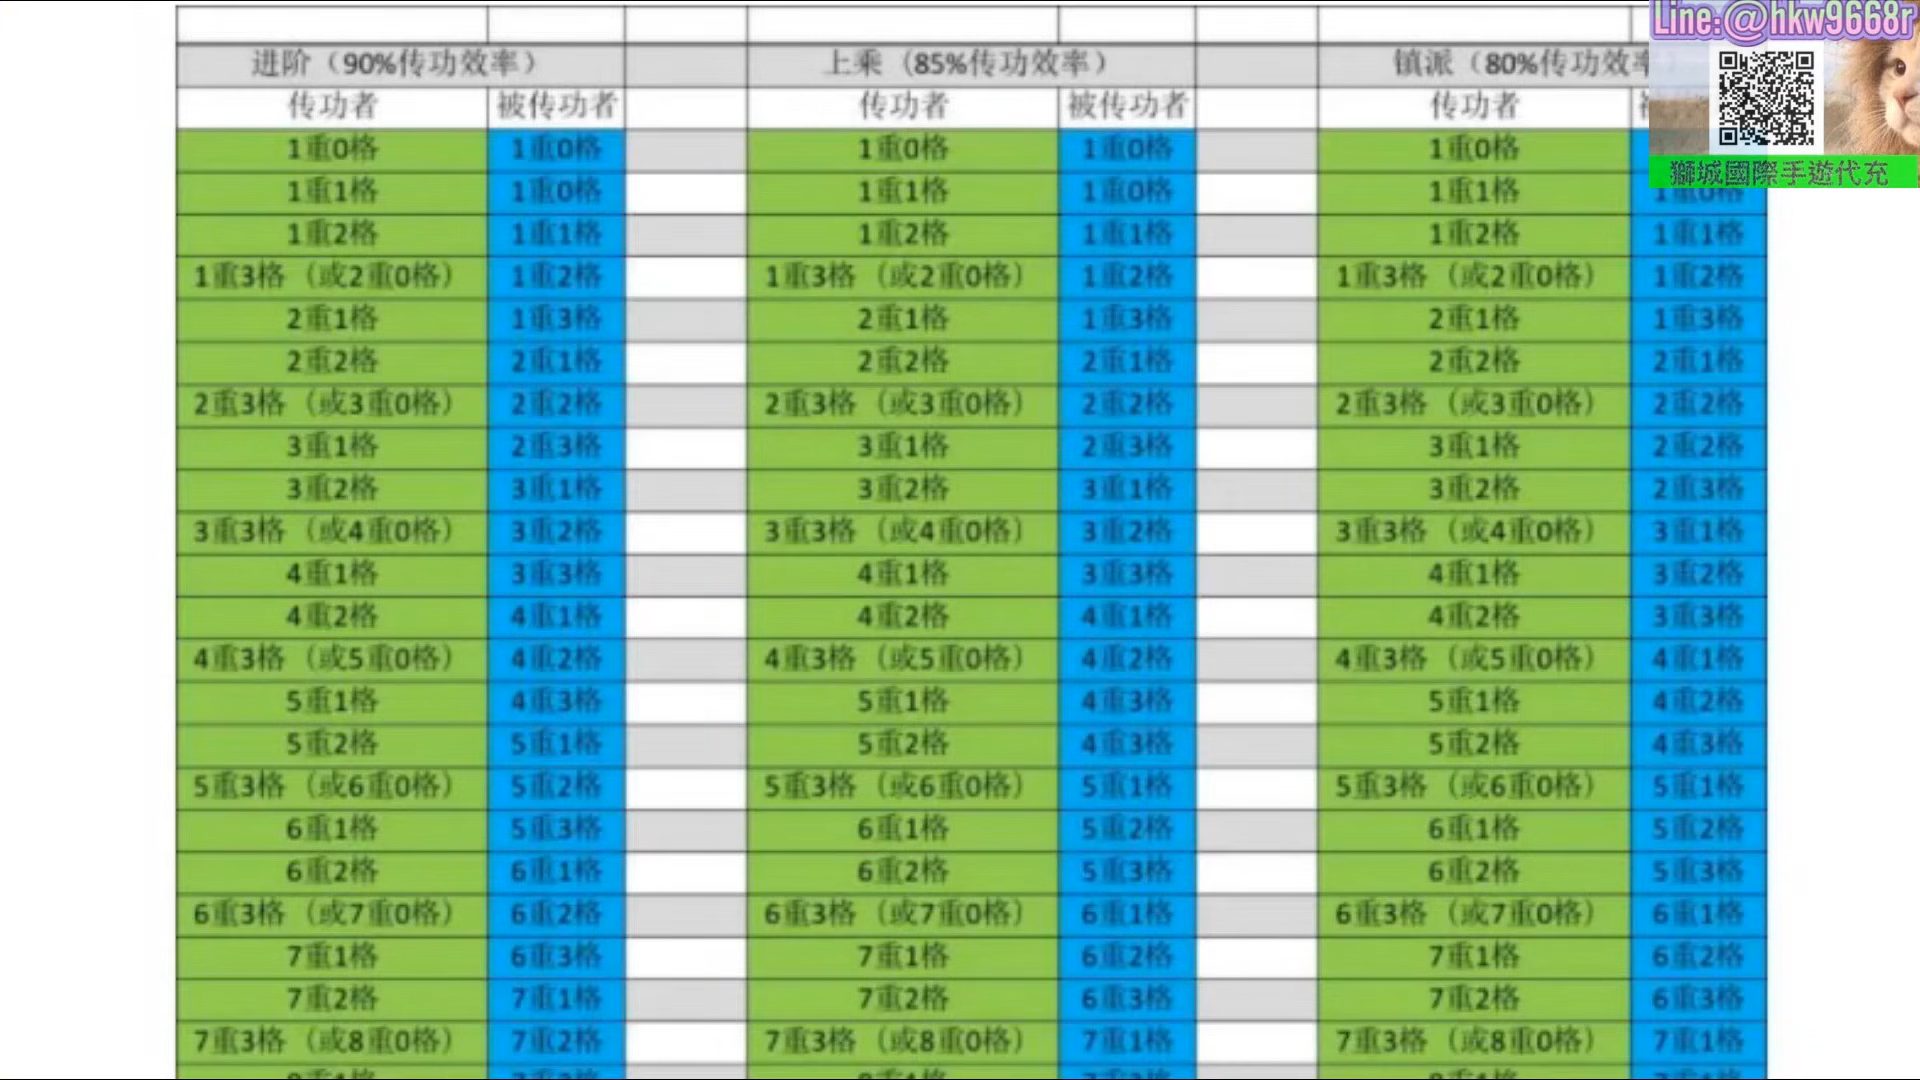 Line:@hkw9668r
进阶（90%传功效率） 上乘（85%传功效率） 镇派（80%传功效
传功者 被传功者 传功者 被传功者 传功者
獅城國際手遊代充
1重0格 1重0格 1重0格 1重0格 1重0格
1重1格 1重0格 1重1格 1重0格 1重1格 1重0格
1重2格 1重1格 1重2格 1重1格 1重2格 1重1格
1重3格（或2重0格） 1重2格 1重3格（或2重0格） 1重2格 1重3格（或2重0格） 1重2格
2重1格 1重3格 2重1格 1重3格 2重1格 1重3格
2重2格 2重1格 2重2格 2重1格 2重2格 2重1格
2重3格（或3重0格） 2重2格 2重3格（或3重0格） 2重2格 2重3格（或3重0格） 2重2格
3重1格 2重3格 3重1格 2重3格 3重1格 2重2格
3重2格 3重1格 3重2格 3重1格 3重2格 2重3格
3重3格（或4重0格） 3重2格 3重3格（或4重0格） 3重2格 3重3格（或4重0格） 3重1格
4重1格 3重3格 4重1格 3重3格 4重1格 3重2格
4重2格 4重1格 4重2格 4重1格 4重2格 3重3格
4重3格（或5重0格） 4重2格 4重3格（或5重0格） 4重2格 4重3格（或5重0格） 4重1格
5重1格 4重3格 5重1格 4重3格 5重1格 4重2格
5重2格 5重1格 5重2格 4重3格 5重2格 4重3格
5重3格（或6重0格） 5重2格 5重3格（或6重0格） 5重1格 5重3格（或6重0格） 5重1格
6重1格 5重3格 6重1格 5重2格 6重1格 5重2格
6重2格 6重1格 6重2格 5重3格 6重2格 5重3格
6重3格（或7重0格） 6重2格 6重3格（或7重0格） 6重1格 6重3格（或7重0格） 6重1格
7重1格 6重3格 7重1格 6重2格 7重1格 6重2格
7重2格 7重1格 7重2格 6重3格 7重2格 6重3格
7重3格（或8重0格） 7重2格 7重3格（或8重0格） 7重1格 7重3格（或8重0格） 7重1格